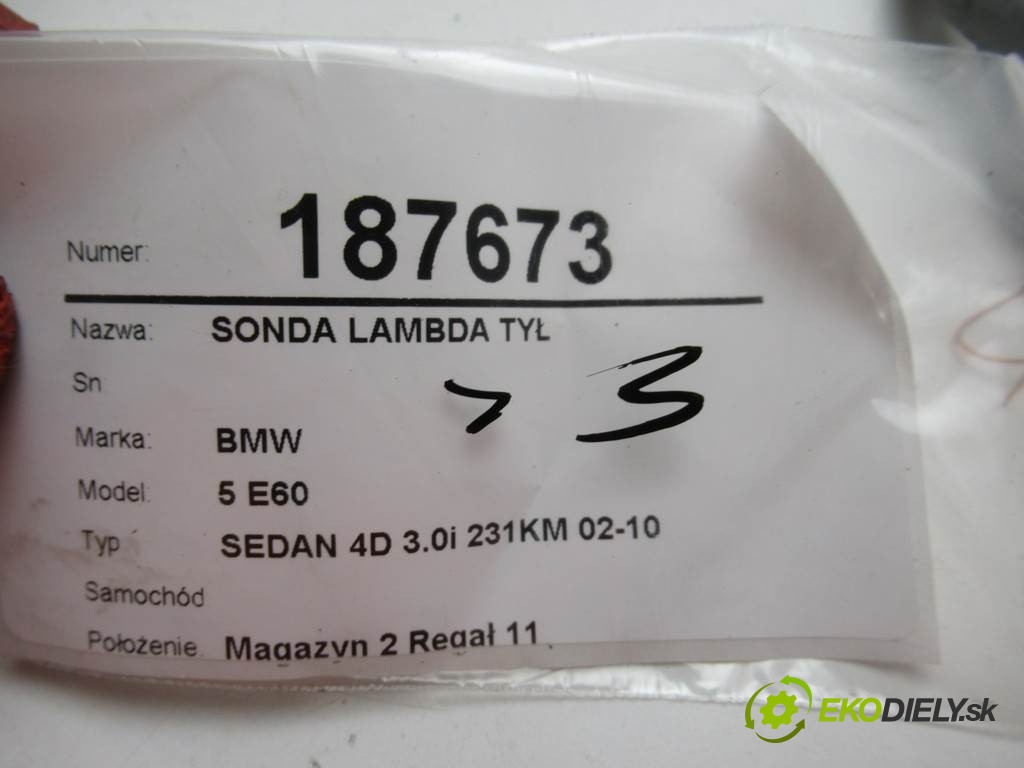 Numer: 187673
Nazwa: SONDA LAMBDA TYŁ
Sn
> 3
Marka: BMW
Model: 5 E60
Typ SEDAN 4D 3.0i 231KM 02-10
Samochód
Położenie Magazyn 2 Regał 11
EKODIELY.sk